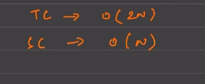 TC → O(2N)
SC → O(N)